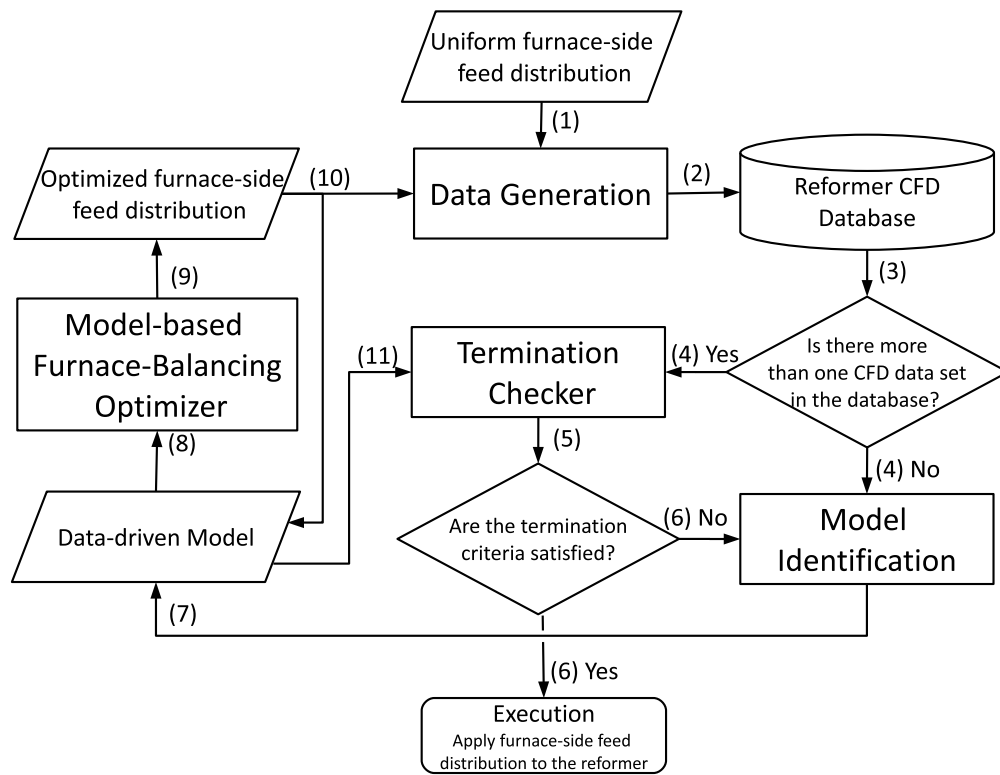 Uniform furnace-side
feed distribution
(1)
Optimized furnace-side
feed distribution
(10)
Data Generation
(2)
Reformer CFD
Database
(9)
(3)
Model-based
Furnace-Balancing
Optimizer
(11)
Termination
Checker
(4) Yes
Is there more
than one CFD data set
in the database?
(8)
(5)
(4) No
Data-driven Model
Are the termination
criteria satisfied?
(6) No
Model
Identification
(7)
(6) Yes
Execution
Apply furnace-side feed
distribution to the reformer